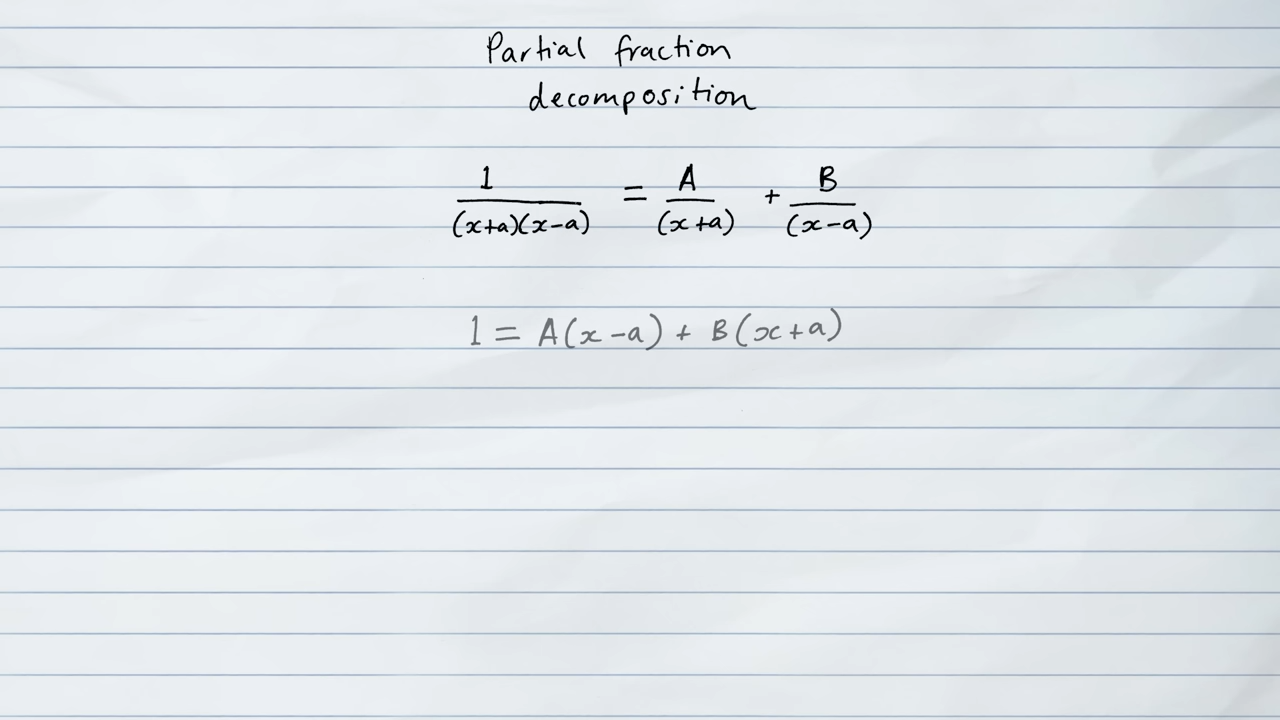 Partial fraction
decomposition
1/((x+a)(x-a)) = A/(x+a) + B/(x-a)
1 = A(x-a) + B(x+a)